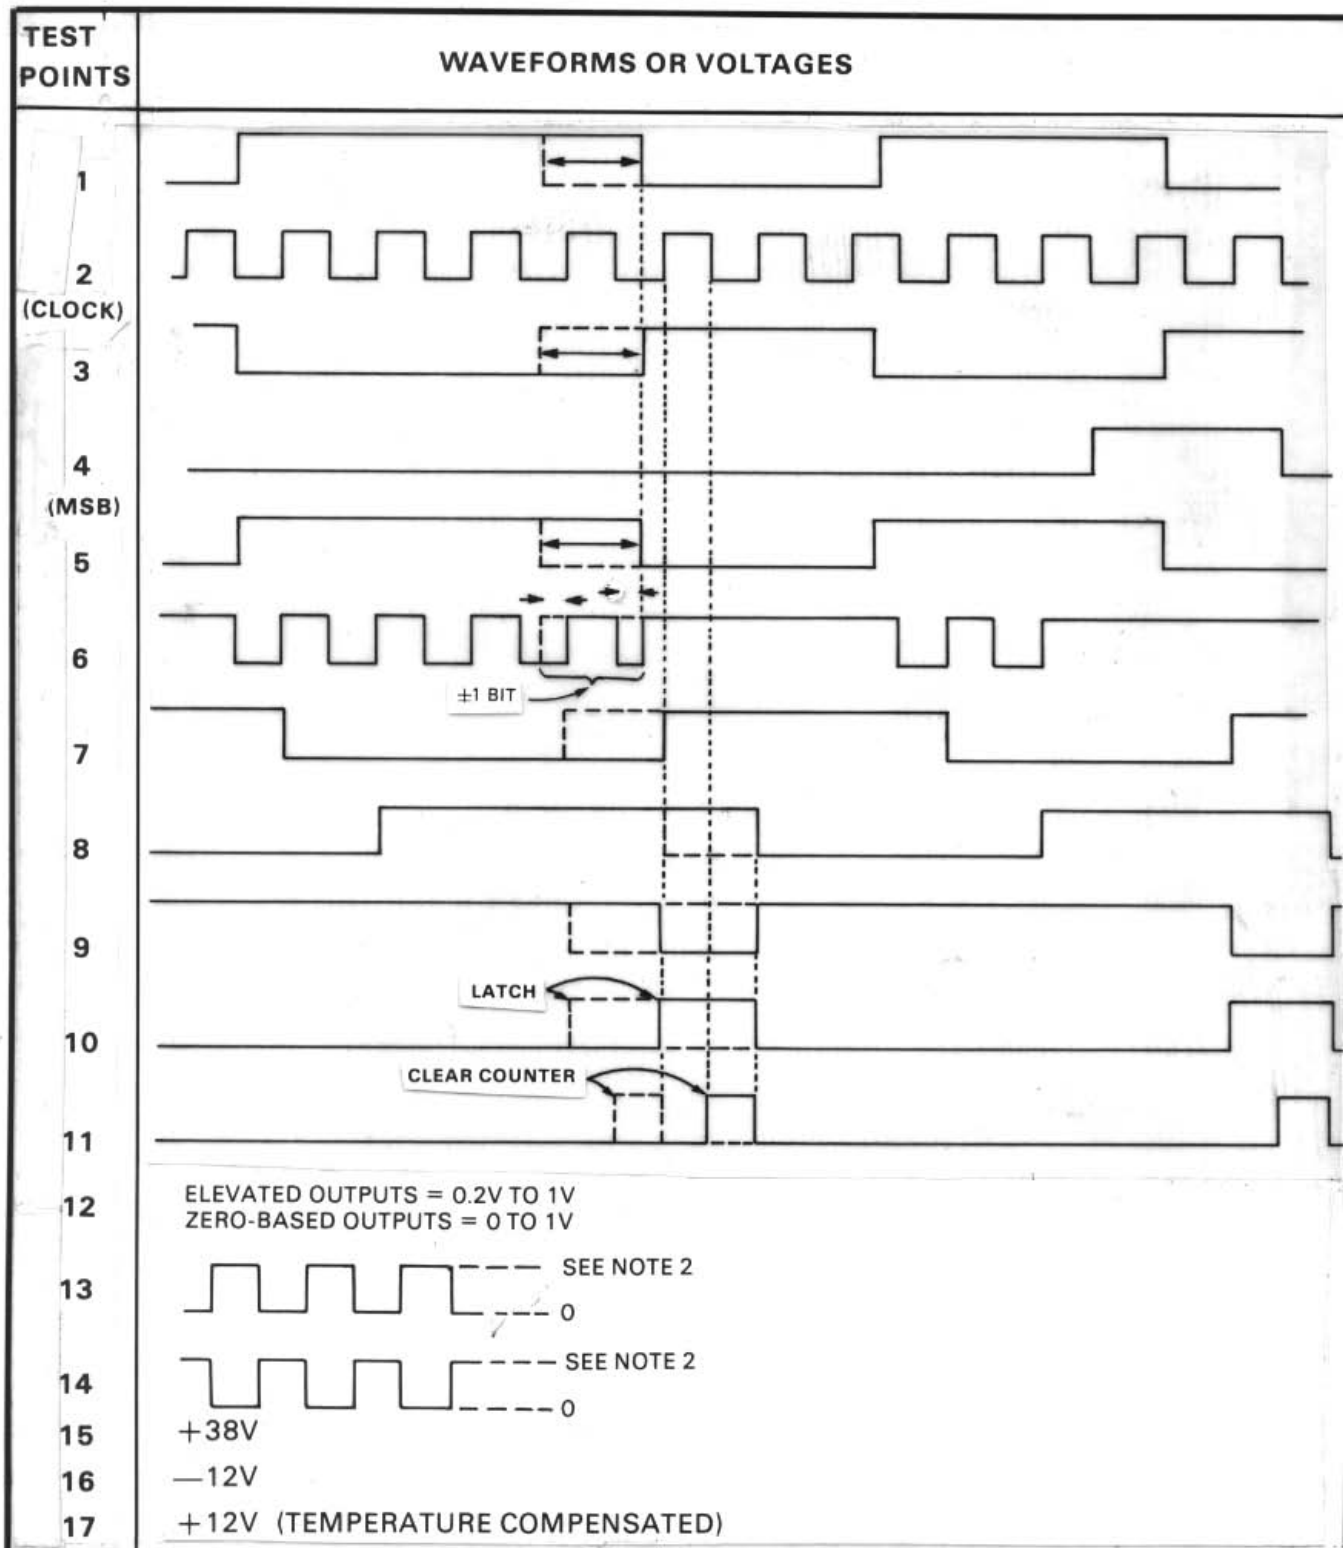 TEST
POINTS
WAVEFORMS OR VOLTAGES
1
2
(CLOCK)
3
4
(MSB)
5
6
±1 BIT
7
8
9
LATCH
10
CLEAR COUNTER
11
12
ELEVATED OUTPUTS = 0.2V TO 1V
ZERO-BASED OUTPUTS = 0 TO 1V
13
SEE NOTE 2
0
14
SEE NOTE 2
0
15
+38V
16
—12V
17
+12V (TEMPERATURE COMPENSATED)